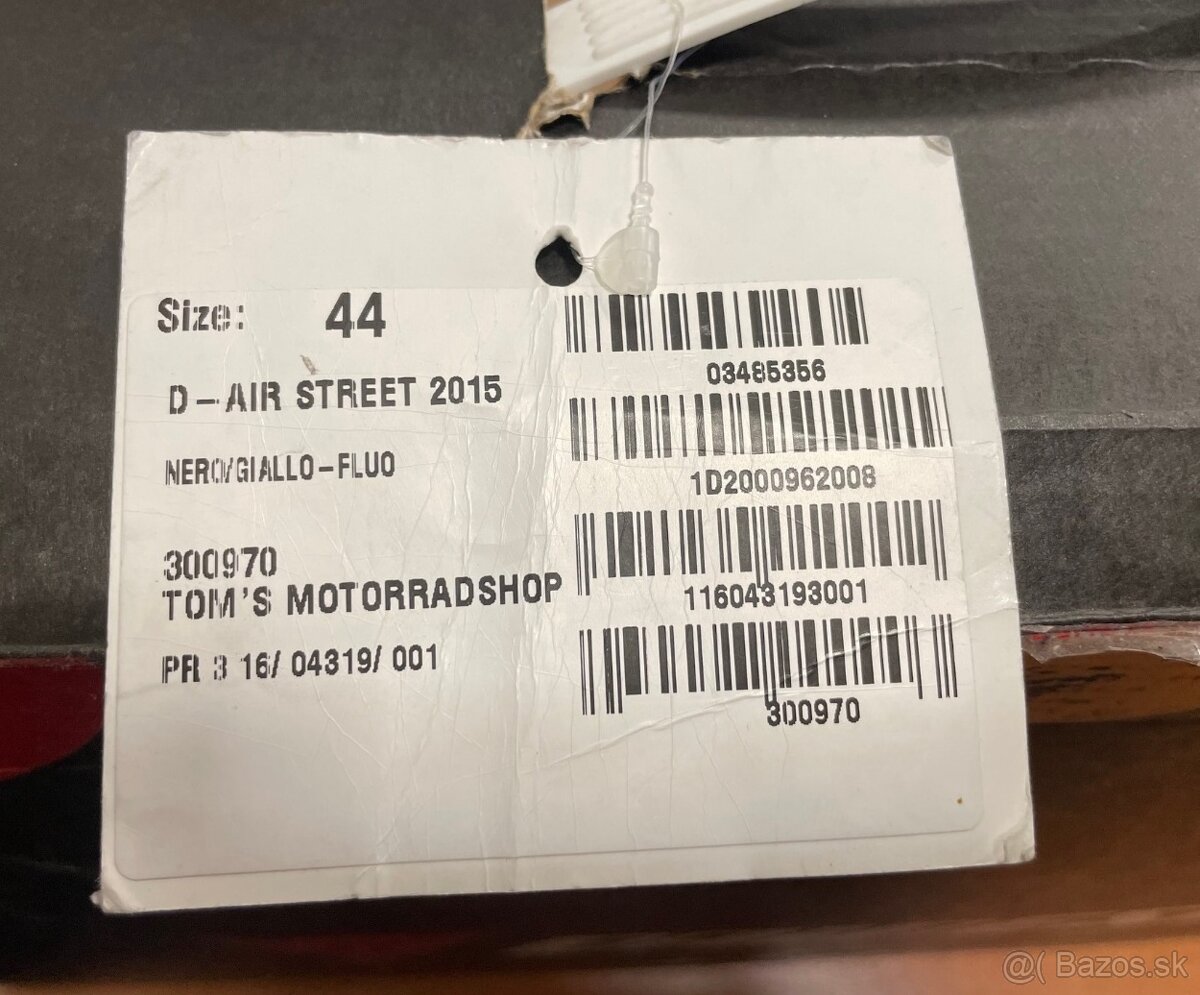 Size: 44
D-AIR STREET 2015
NERO/GIALLO-FLUO
300970
TOM'S MOTORRADSHOP
PR 3 16/ 04319/ 001
03485356
1D2000962008
116043193001
300970
@( Bazos.sk